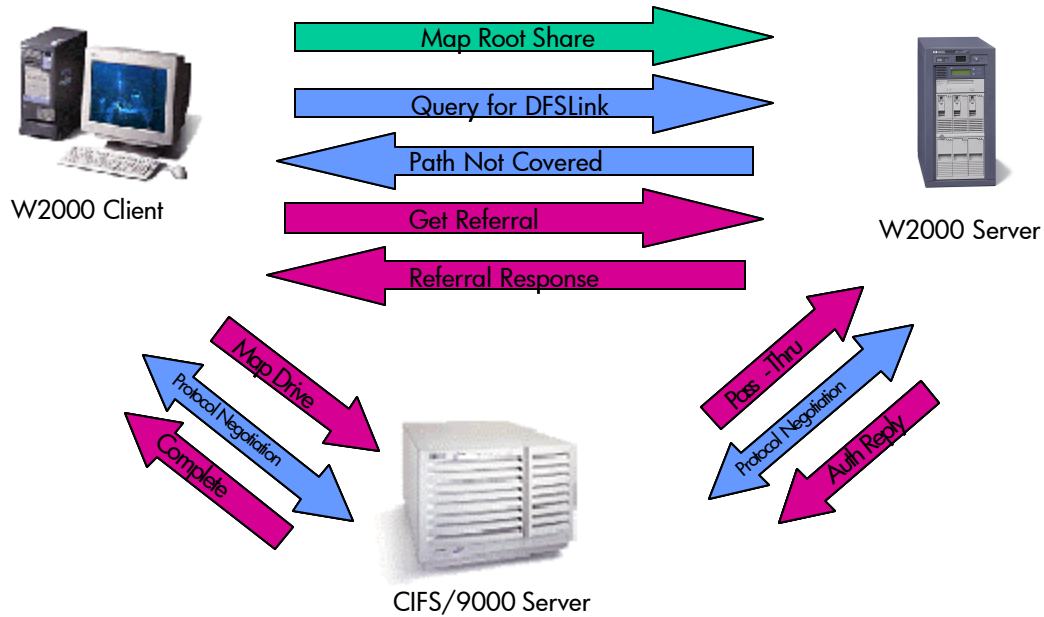 Map Root Share
Query for DFSLink
Path Not Covered
W2000 Client
Get Referral
W2000 Server
Referral Response
Map Drive
Protocol Negotiation
Complete
Pass -Thru
Protocol Negotiation
Auth Reply
CIFS/9000 Server